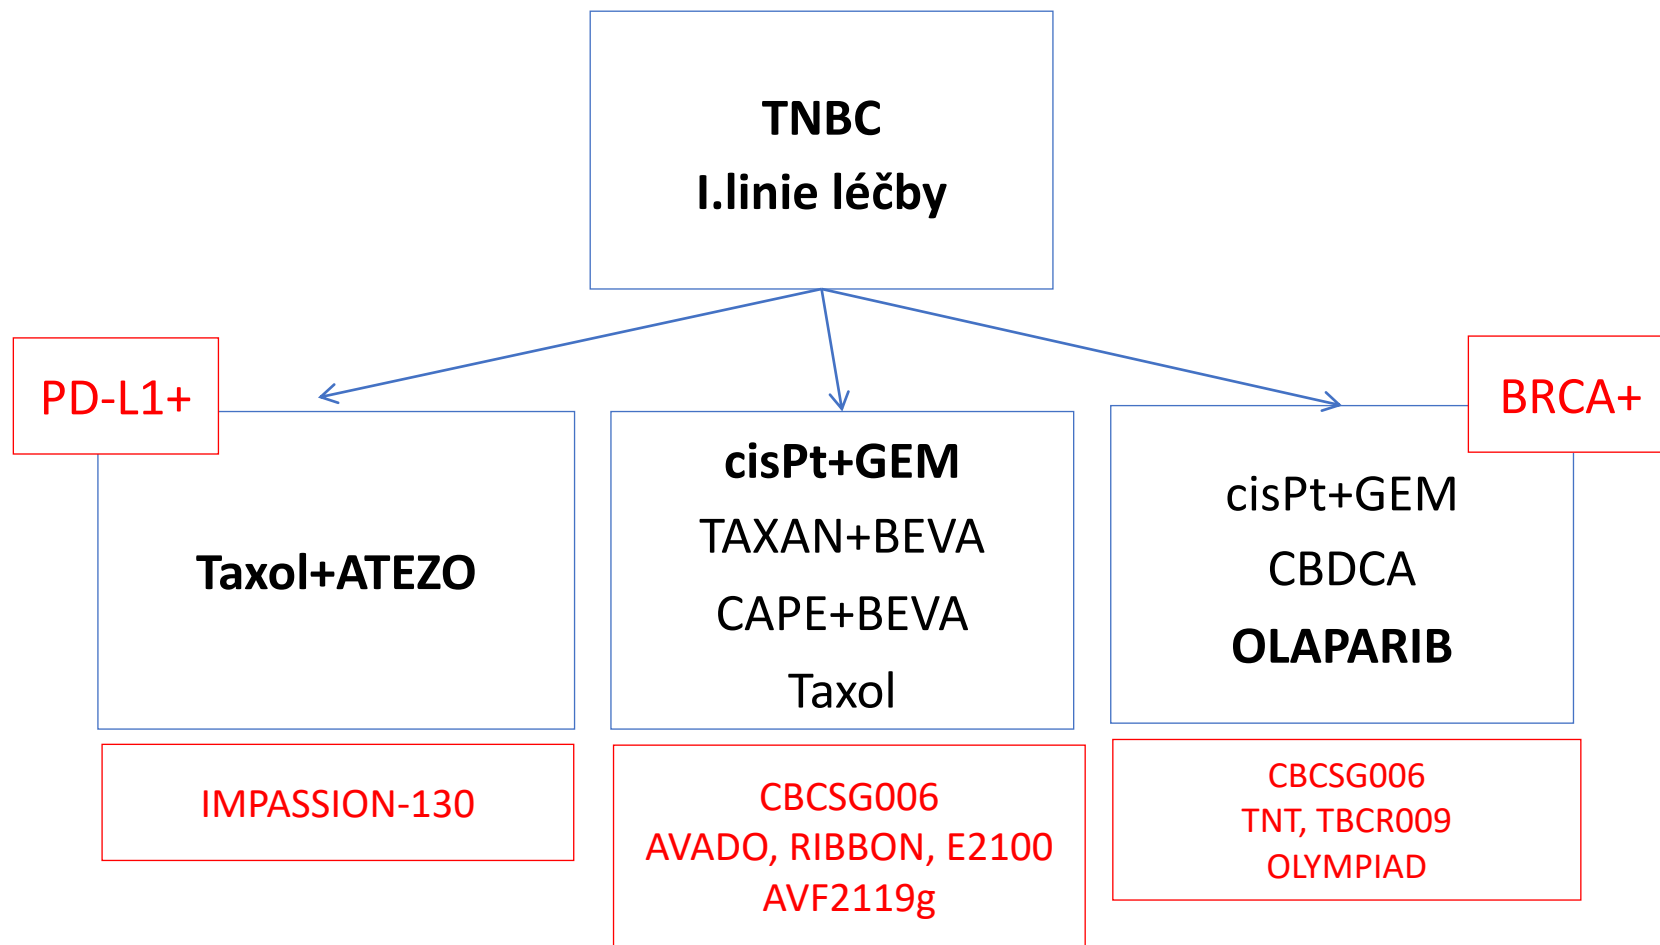 TNBC
I.linie léčby
PD-L1+
Taxol+ATEZO
IMPASSION-130
cisPt+GEM
TAXAN+BEVA
CAPE+BEVA
Taxol
CBCSG006
AVADO, RIBBON, E2100
AVF2119g
BRCA+
cisPt+GEM
CBDCA
OLAPARIB
CBCSG006
TNT, TBCR009
OLYMPIAD